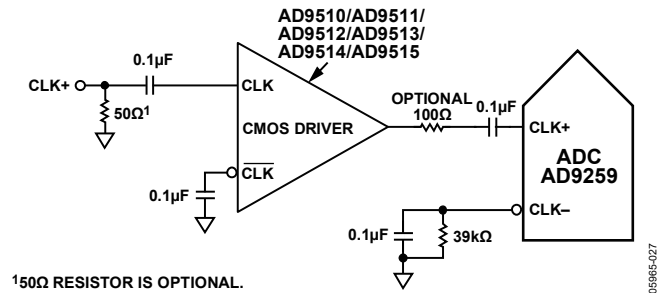 AD9510/AD9511/
AD9512/AD9513/
AD9514/AD9515
0.1µF
CLK+
50Ω¹
CLK
CMOS DRIVER
CLK
0.1µF
OPTIONAL
100Ω
0.1µF
CLK+
ADC
AD9259
CLK–
0.1µF
39kΩ
¹50Ω RESISTOR IS OPTIONAL.
05965-027